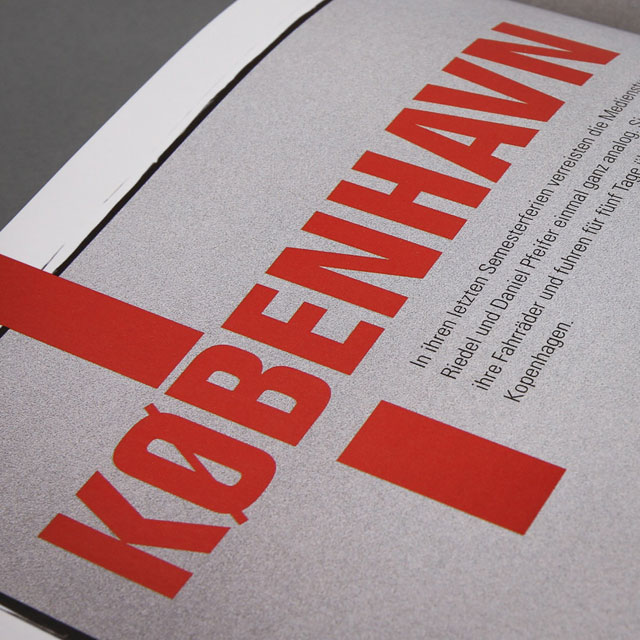 KØBENHAVN
In ihren letzten Semesterferien verreisten die
Riedel und Daniel Pfeifer einmal ganz analog.
ihre Fahrräder und fuhren für fünf Tage
Kopenhagen.